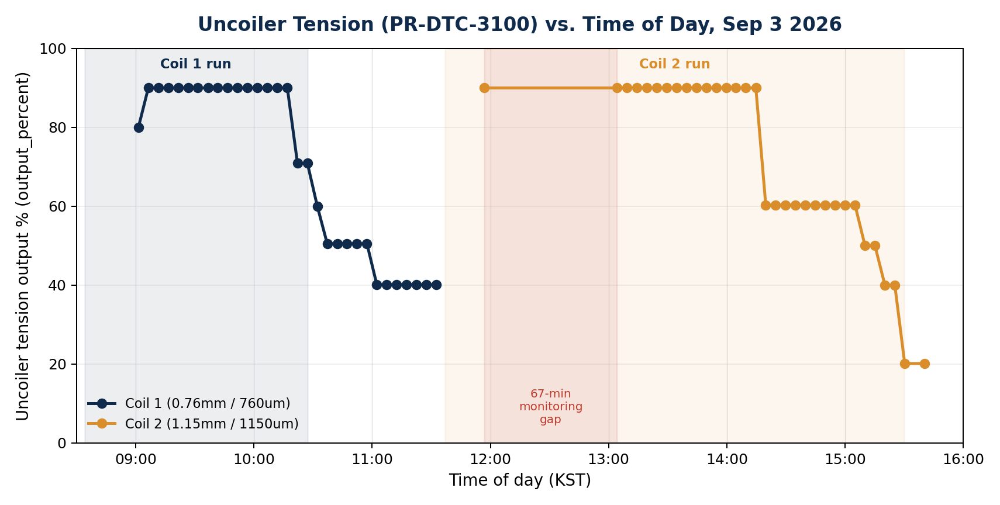 Uncoiler Tension (PR-DTC-3100) vs. Time of Day, Sep 3 2026
Uncoiler tension output % (output_percent)
100
80
60
40
20
0
Coil 1 run
Coil 2 run
67-min
monitoring
gap
Coil 1 (0.76mm / 760um)
Coil 2 (1.15mm / 1150um)
09:00
10:00
11:00
12:00
13:00
14:00
15:00
16:00
Time of day (KST)